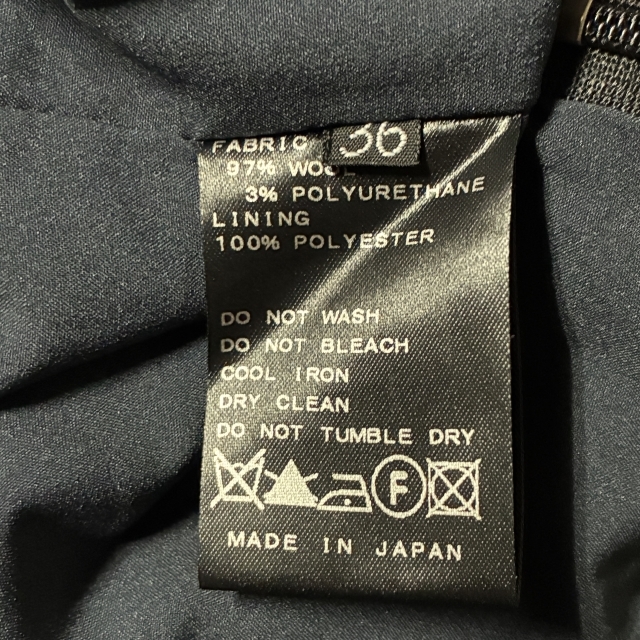 36
FABRIC
97% WOOL
3% POLYURETHANE
LINING
100% POLYESTER
DO NOT WASH
DO NOT BLEACH
COOL IRON
DRY CLEAN
DO NOT TUMBLE DRY
F
MADE IN JAPAN